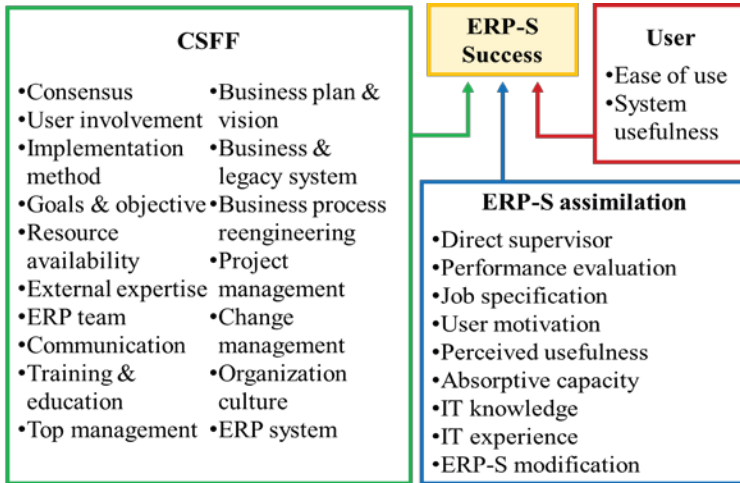 CSFF
•Consensus
•User involvement
•Implementation
method
•Goals & objective
•Resource
availability
•External expertise
•ERP team
•Communication
•Training &
education
•Top management
•Business plan &
vision
•Business &
legacy system
•Business process
reengineering
•Project
management
•Change
management
•Organization
culture
•ERP system
ERP-S
Success
User
•Ease of use
•System
usefulness
ERP-S assimilation
•Direct supervisor
•Performance evaluation
•Job specification
•User motivation
•Perceived usefulness
•Absorptive capacity
•IT knowledge
•IT experience
•ERP-S modification